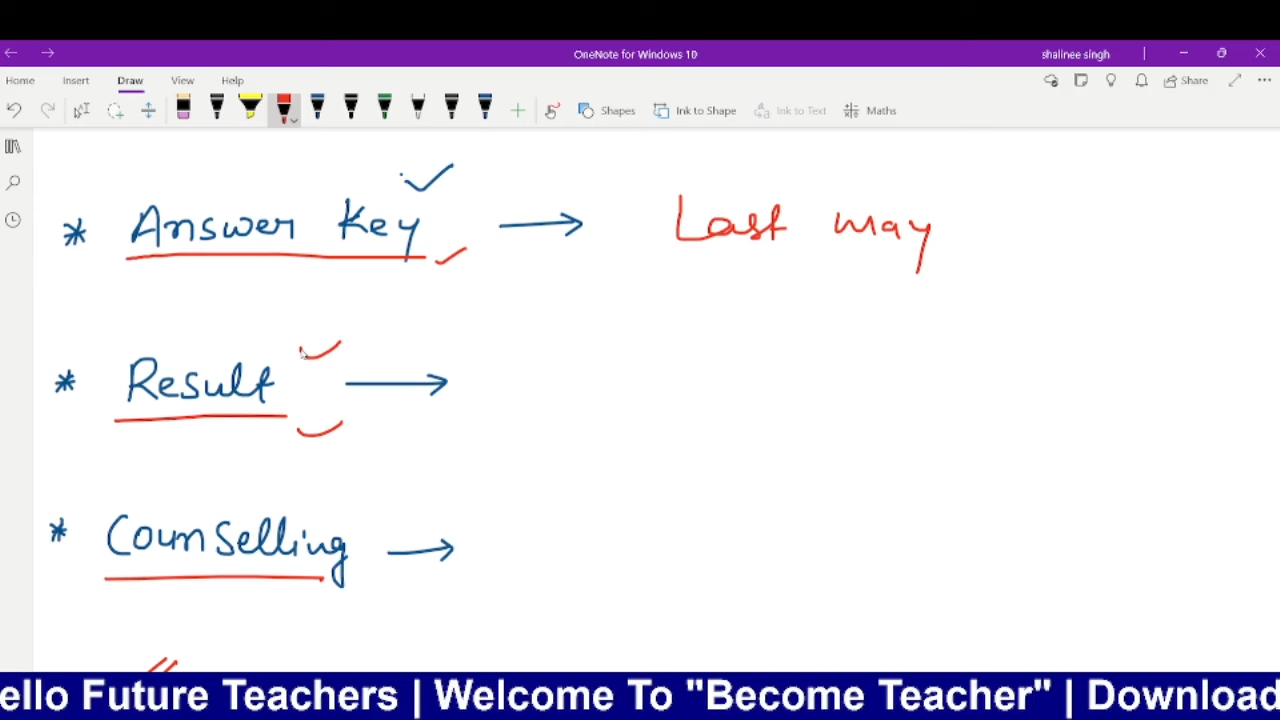 OneNote for Windows 10
shalinee singh
Home Insert Draw View Help
Share
Shapes Ink to Shape Ink to Text Maths
* Answer Key → Last may
* Result →
* Counselling →
ello Future Teachers | Welcome To "Become Teacher" | Download